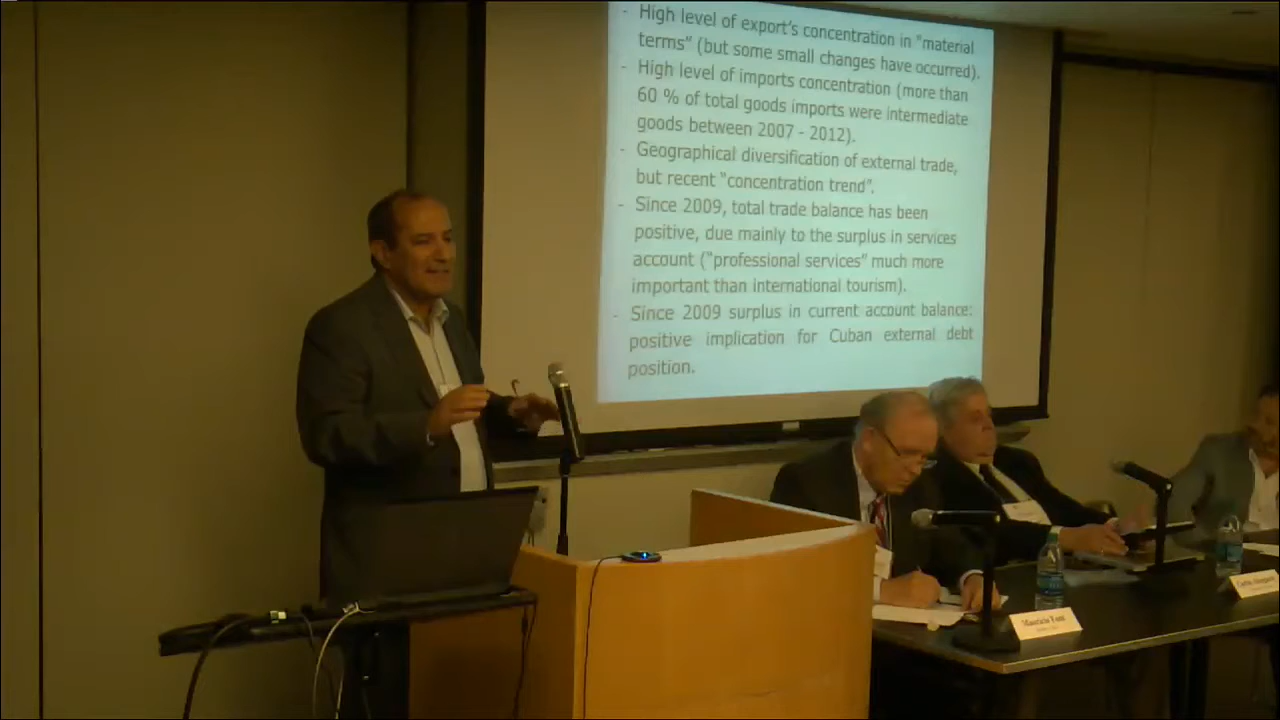 - High level of export's concentration in "material
terms" (but some small changes have occurred).
- High level of imports concentration (more than
60 % of total goods imports were intermediate
goods between 2007 - 2012).
- Geographical diversification of external trade,
but recent "concentration trend".
- Since 2009, total trade balance has been
positive, due mainly to the surplus in services
account ("professional services" much more
important than international tourism).
- Since 2009 surplus in current account balance:
positive implication for Cuban external debt
position.
Mauricio